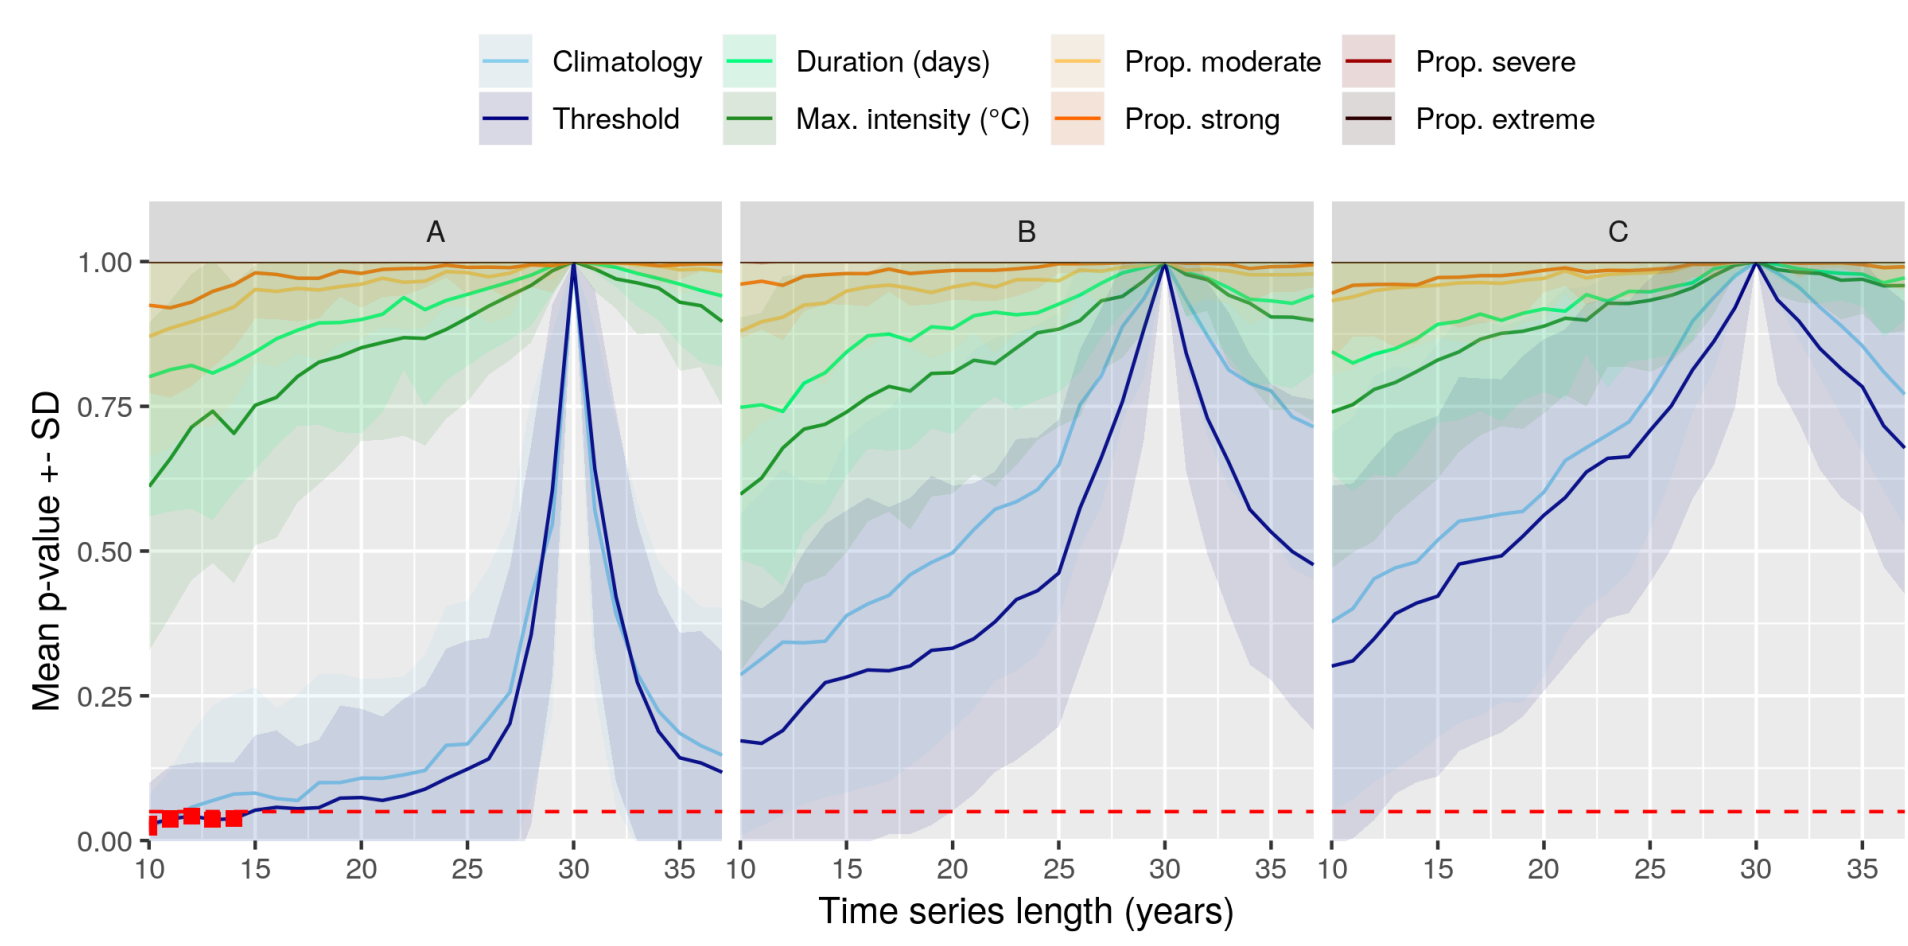 Climatology Duration (days) Prop. moderate Prop. severe
Threshold Max. intensity (°C) Prop. strong Prop. extreme
A B C
Mean p-value +- SD
1.00
0.75
0.50
0.25
0.00
10 15 20 25 30 35 10 15 20 25 30 35 10 15 20 25 30 35
Time series length (years)